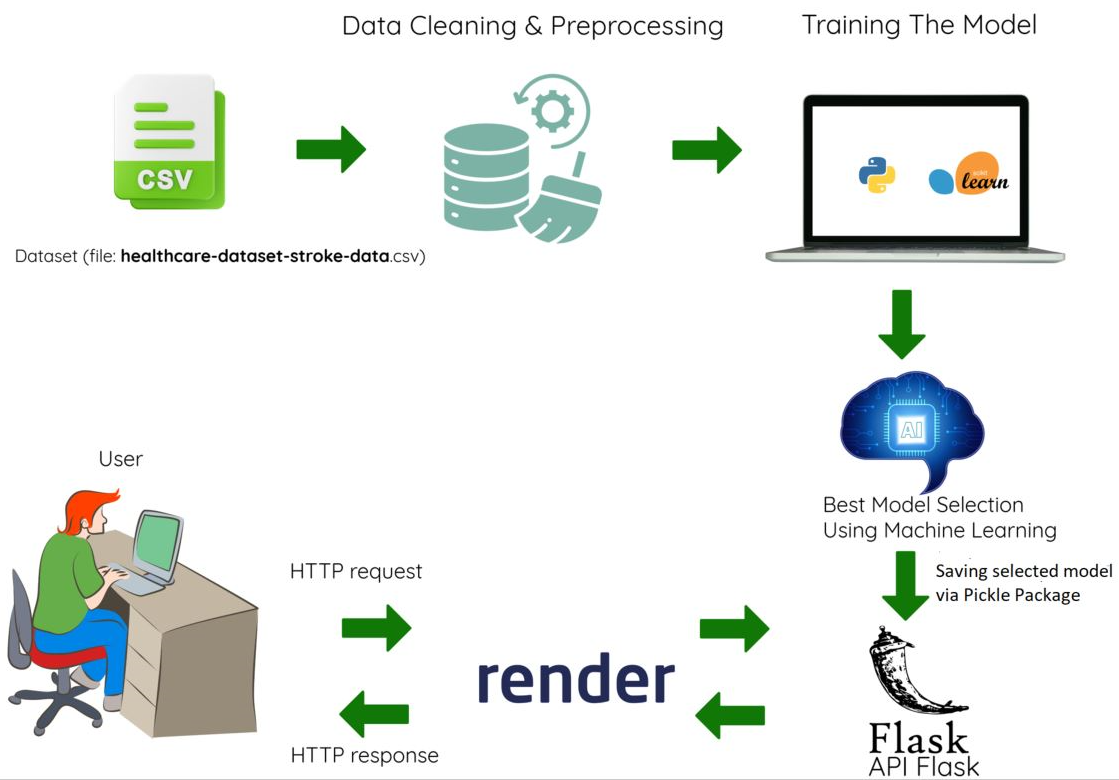 Data Cleaning & Preprocessing
Training The Model
CSV
scikit
learn
Dataset (file: healthcare-dataset-stroke-data.csv)
AI
Best Model Selection
Using Machine Learning
Saving selected model
via Pickle Package
User
HTTP request
render
HTTP response
Flask
API Flask